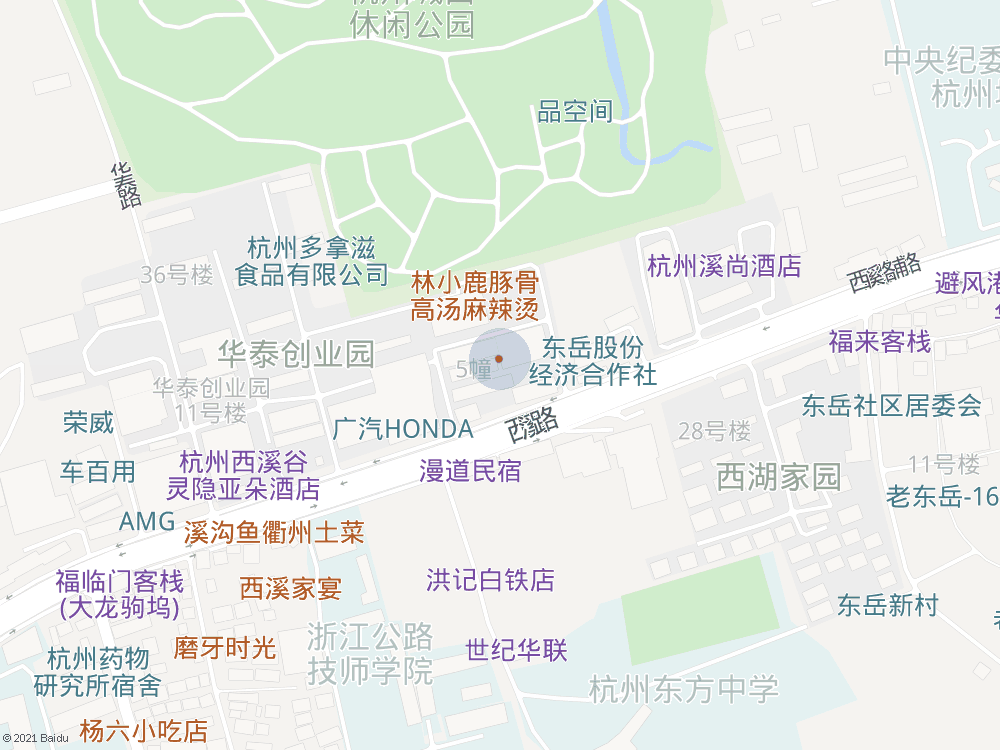 休闲公园
中央纪委
品空间
华泰路
杭州多拿滋
食品有限公司
36号楼
林小鹿豚骨
高汤麻辣烫
杭州溪尚酒店
西溪路辅路
避风港
福来客栈
华泰创业园
5幢
东岳股份
经济合作社
华泰创业园
11号楼
荣威
广汽HONDA
西溪路
28号楼
东岳社区居委会
车百用
杭州西溪谷
灵隐亚朵酒店
漫道民宿
西湖家园
11号楼
老东岳-16
AMG
溪沟鱼衢州土菜
福临门客栈
(大龙驹坞)
西溪家宴
洪记白铁店
东岳新村
磨牙时光
浙江公路
技师学院
世纪华联
杭州药物
研究所宿舍
杭州东方中学
杨六小吃店
© 2021 Baidu